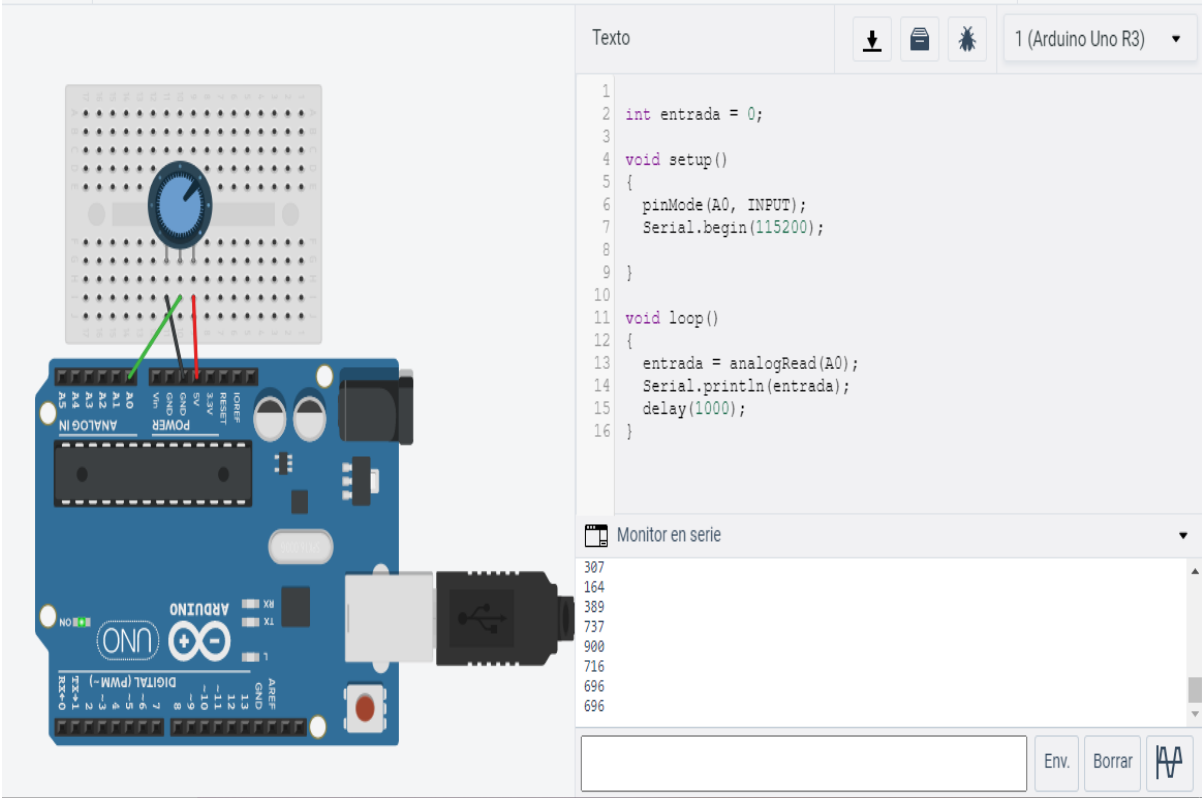 Texto
1 (Arduino Uno R3)
1
2 int entrada = 0;
3
4 void setup()
5 {
6 pinMode(A0, INPUT);
7 Serial.begin(115200);
8
9 }
10
11 void loop()
12 {
13 entrada = analogRead(A0);
14 Serial.println(entrada);
15 delay(1000);
16 }
Monitor en serie
307
164
389
737
900
716
696
696
Env.
Borrar
A5 A4 A3 A2 A1 A0
Vin GND GND 5V 3.3V RESET IOREF
ANALOG IN
POWER
ARDUINO
UNO
ON
RX
TX
L
DIGITAL (PWM~)
RX←0 TX→1 2 ~3 4 ~5 ~6 7 8 ~9 ~10 ~11 12 13 GND AREF